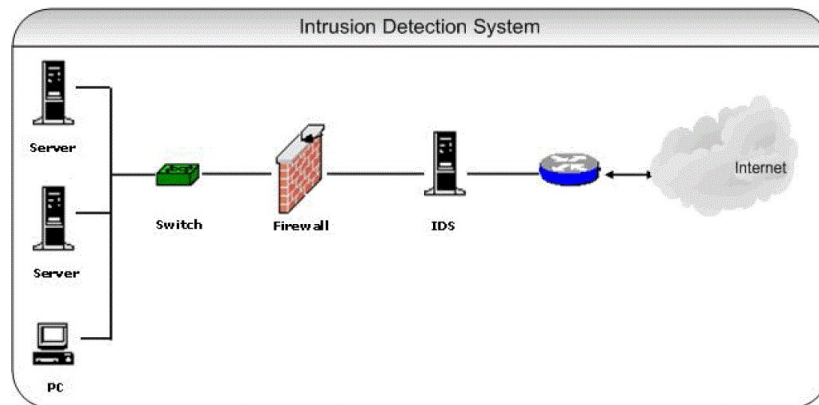 Intrusion Detection System
Server
Server
PC
Switch
Firewall
IDS
Internet